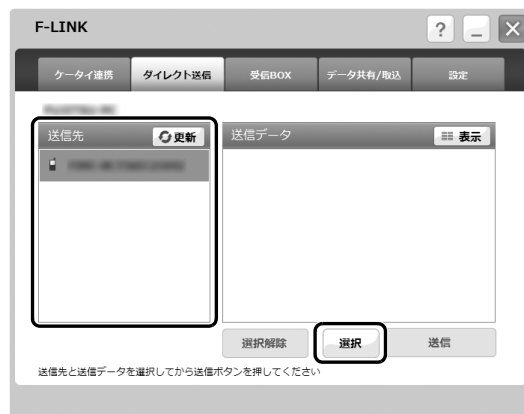 F-LINK
?
ケータイ連携 ダイレクト送信 受信BOX データ共有/取込 設定
送信先 更新 送信データ 表示
選択解除 選択 送信
送信先と送信データを選択してから送信ボタンを押してください